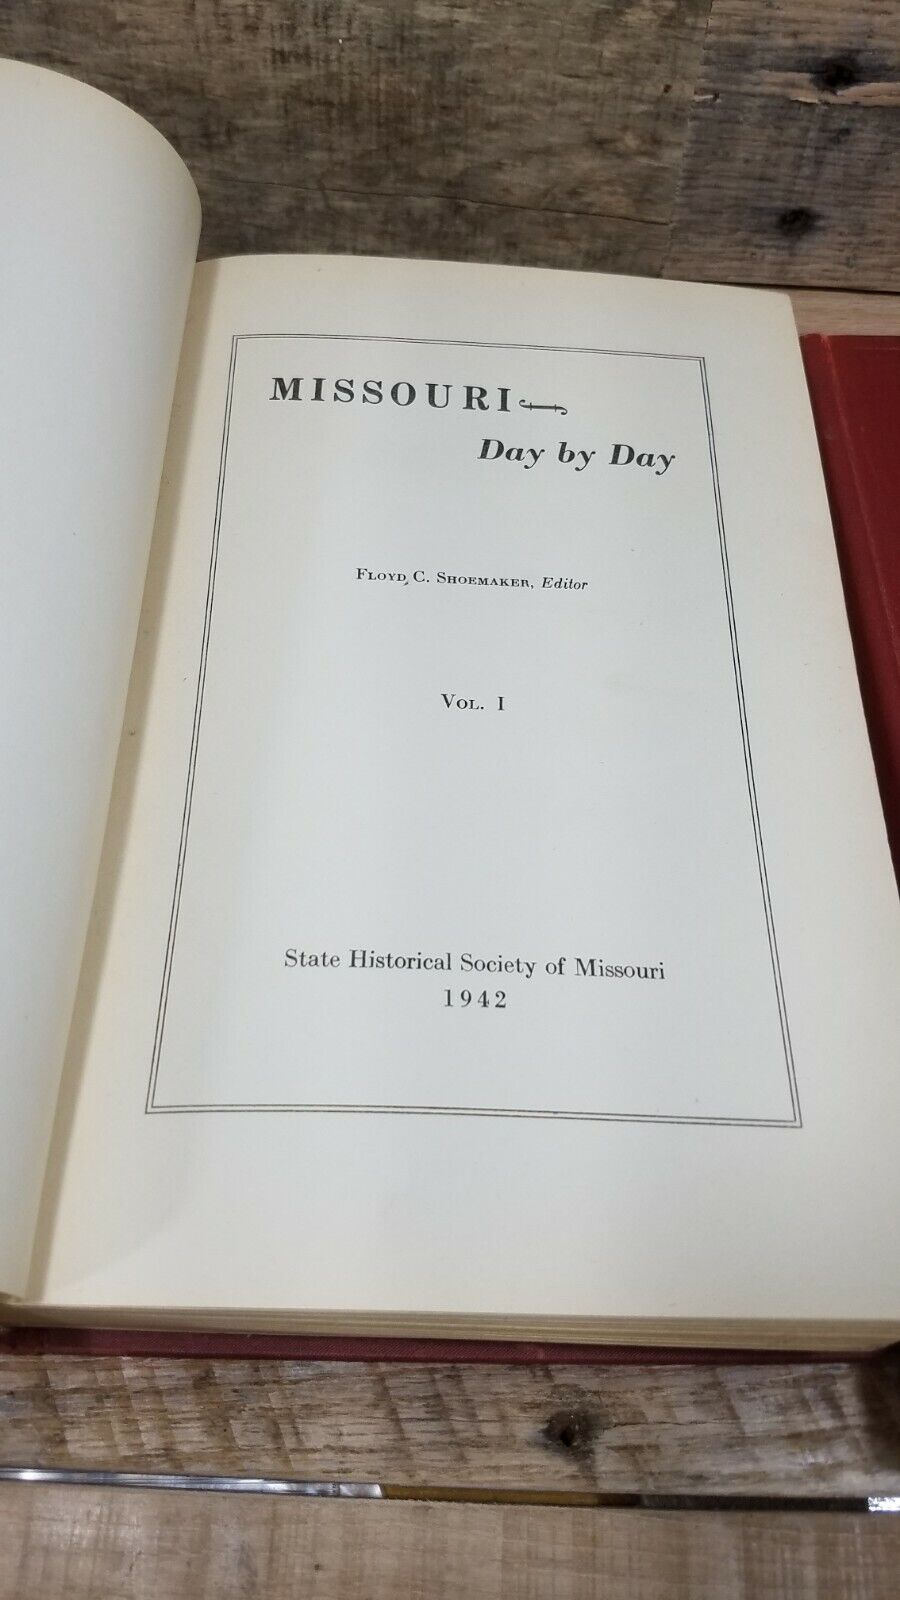 MISSOURI
Day by Day
FLOYD C. SHOEMAKER, Editor
VOL. I
State Historical Society of Missouri
1942